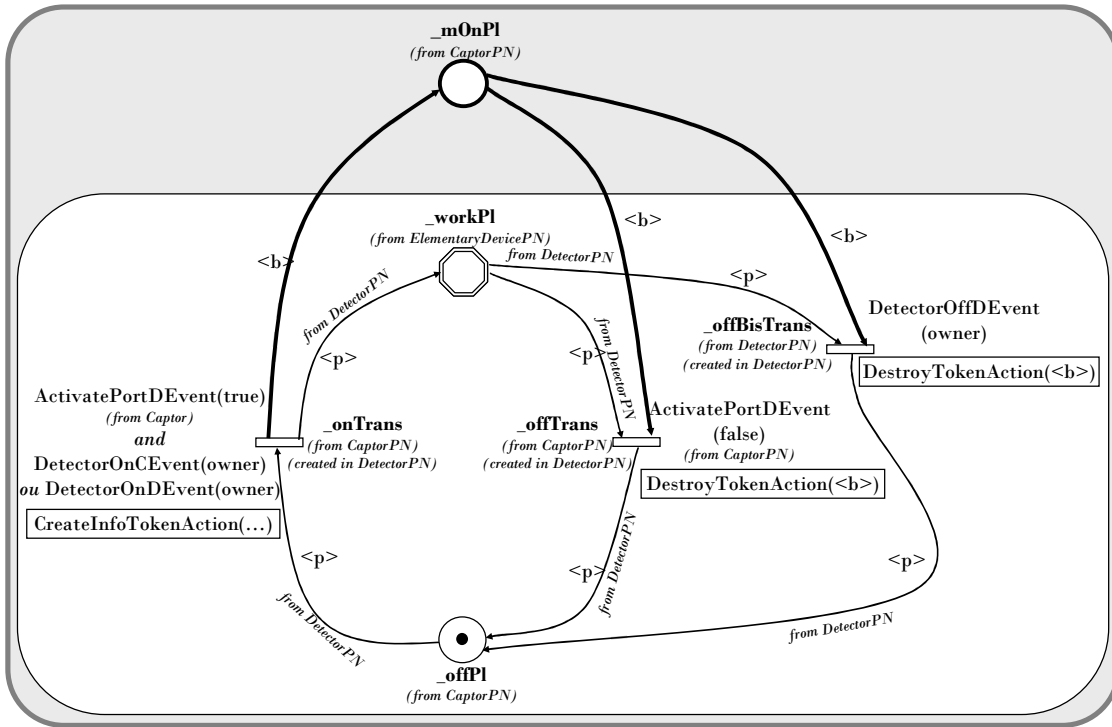 _mOnPl
(from CaptorPN)
<b>
<b>
<b>
_workPl
(from ElementaryDevicePN)
from DetectorPN
from DetectorPN
<p>
<p>
from DetectorPN
<p>
_offBisTrans
(from DetectorPN)
(created in DetectorPN)
DetectorOffDEvent
(owner)
DestroyTokenAction(<b>)
ActivatePortDEvent(true)
(from Captor)
and
DetectorOnCEvent(owner)
ou DetectorOnDEvent(owner)
CreateInfoTokenAction(...)
_onTrans
(from CaptorPN)
(created in DetectorPN)
_offTrans
(from CaptorPN)
(created in DetectorPN)
ActivatePortDEvent
(false)
(from CaptorPN)
DestroyTokenAction(<b>)
<p>
from DetectorPN
<p>
from DetectorPN
<p>
from DetectorPN
_offPl
(from CaptorPN)